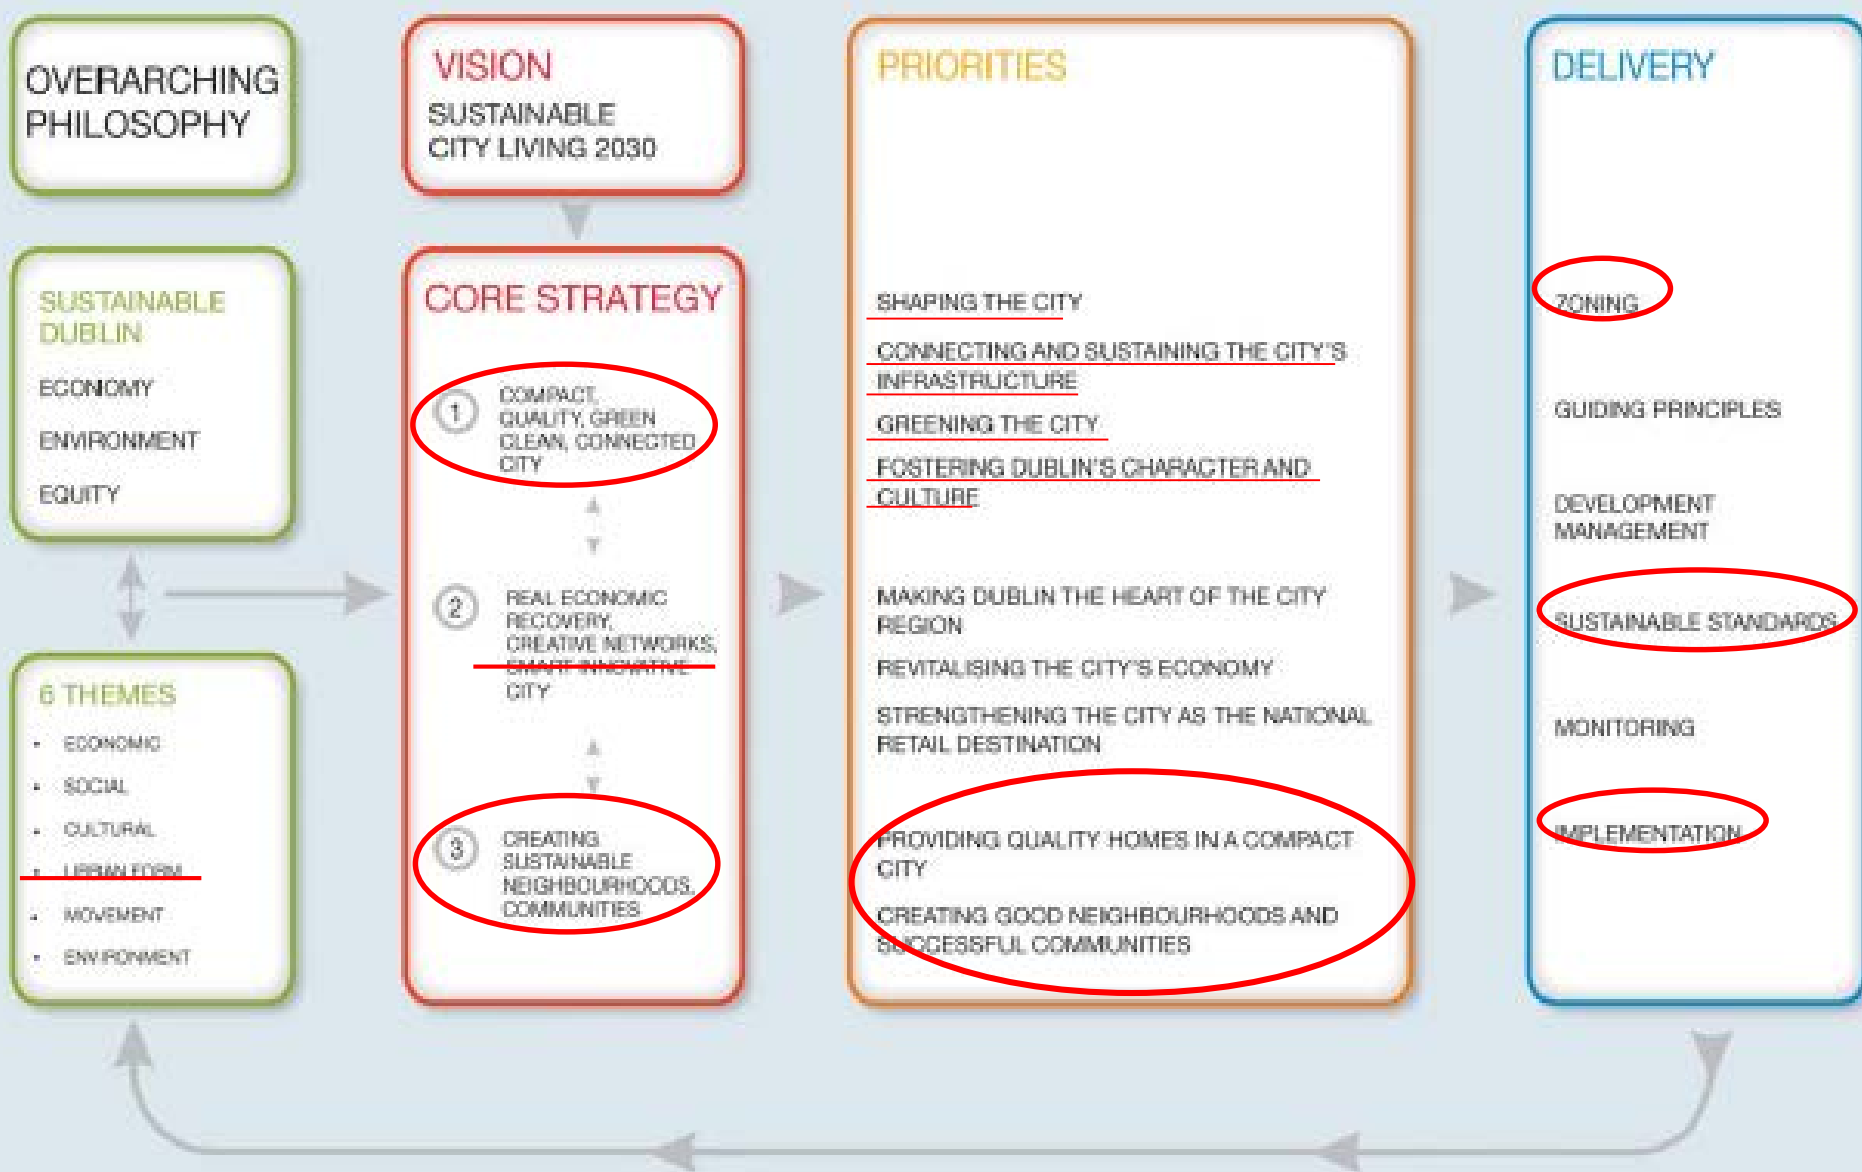 OVERARCHING
PHILOSOPHY
SUSTAINABLE
DUBLIN
ECONOMY
ENVIRONMENT
EQUITY
6 THEMES
• ECONOMIC
• SOCIAL
• CULTURAL
• URBAN FORM
• MOVEMENT
• ENVIRONMENT
VISION
SUSTAINABLE
CITY LIVING 2030
CORE STRATEGY
1 COMPACT,
QUALITY, GREEN
CLEAN, CONNECTED
CITY
2 REAL ECONOMIC
RECOVERY,
CREATIVE NETWORKS,
SMART INNOVATIVE
CITY
3 CREATING
SUSTAINABLE
NEIGHBOURHOODS,
COMMUNITIES
PRIORITIES
SHAPING THE CITY
CONNECTING AND SUSTAINING THE CITY'S
INFRASTRUCTURE
GREENING THE CITY
FOSTERING DUBLIN'S CHARACTER AND
CULTURE
MAKING DUBLIN THE HEART OF THE CITY
REGION
REVITALISING THE CITY'S ECONOMY
STRENGTHENING THE CITY AS THE NATIONAL
RETAIL DESTINATION
PROVIDING QUALITY HOMES IN A COMPACT
CITY
CREATING GOOD NEIGHBOURHOODS AND
SUCCESSFUL COMMUNITIES
DELIVERY
ZONING
GUIDING PRINCIPLES
DEVELOPMENT
MANAGEMENT
SUSTAINABLE STANDARDS
MONITORING
IMPLEMENTATION